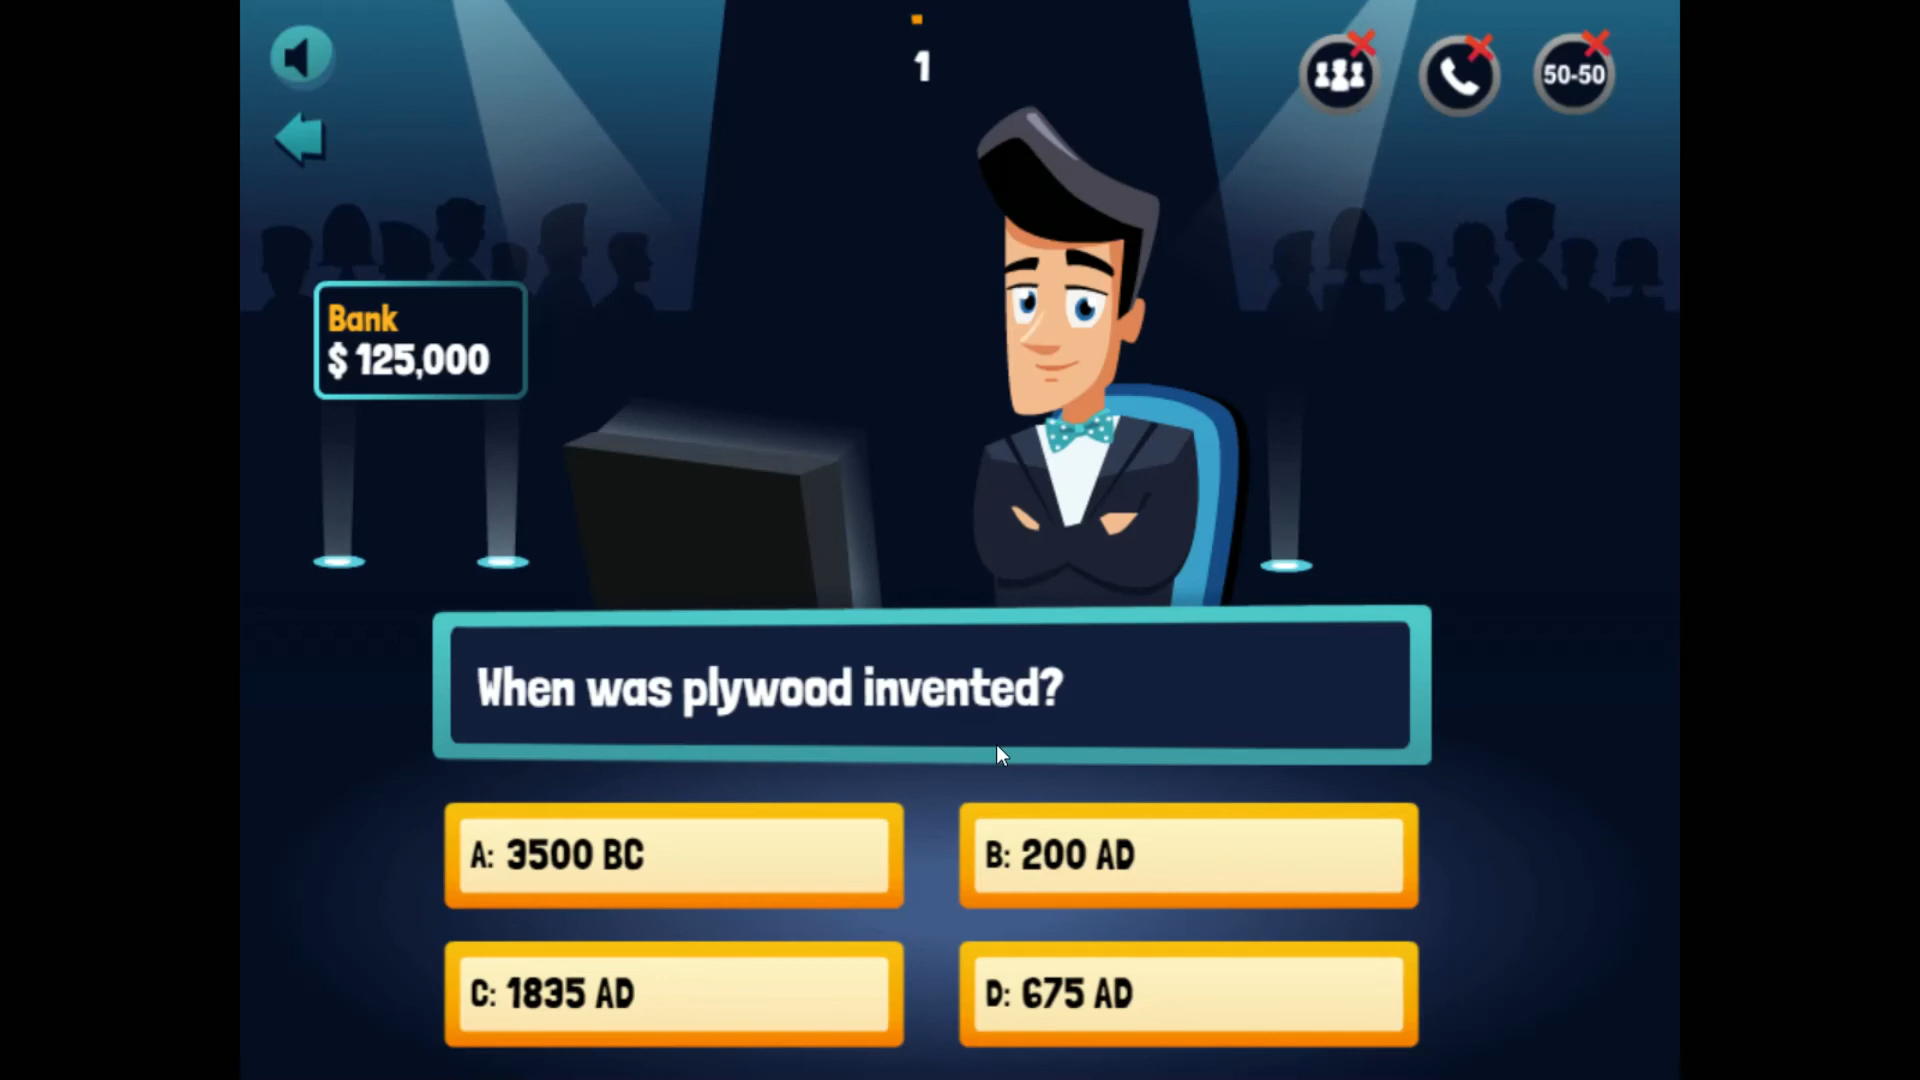 1
50-50
Bank
$ 125,000
When was plywood invented?
A: 3500 BC
B: 200 AD
C: 1835 AD
D: 675 AD